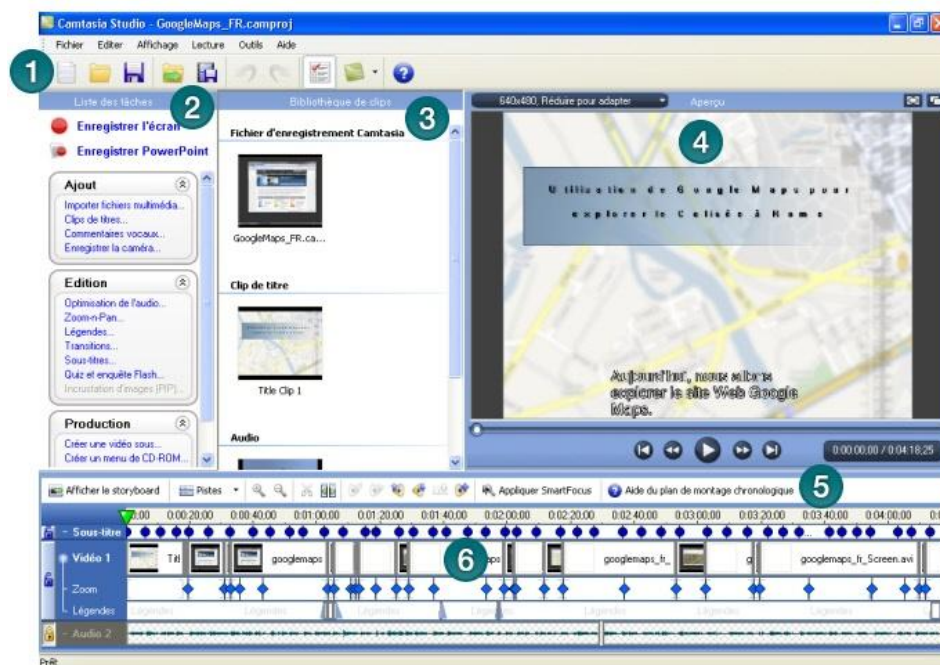 Camtasia Studio - GoogleMaps_FR.camproj
Fichier Editer Affichage Lecture Outils Aide
1
Liste des tâches
2
Bibliothèque de clips
3
640x480, Réduire pour adapter
Aperçu
4
Enregistrer l'écran
Enregistrer PowerPoint
Ajout
Importer fichiers multimédia...
Clips de titres...
Commentaires vocaux...
Enregistrer la caméra...
Edition
Optimisation de l'audio...
Zoom-n-Pan...
Légendes...
Transitions...
Sous-titres...
Quiz et enquête Flash...
Incrustation d'images (PIP)...
Production
Créer une vidéo sous...
Créer un menu de CD-ROM...
Fichier d'enregistrement Camtasia
GoogleMaps_FR.ca...
Clip de titre
Title Clip 1
Audio
Utilisation de Google Maps pour
explorer le Colisée à Rome
Aujourd'hui, nous allons
explorer le site Web Google
Maps.
0:00:00;00 / 0:04:18;25
Afficher le storyboard Pistes Appliquer SmartFocus Aide du plan de montage chronologique
5
0:00:20;00 0:00:40;00 0:01:00;00 0:01:20;00 0:01:40;00 0:02:00;00 0:02:20;00 0:02:40;00 0:03:00;00 0:03:20;00 0:03:40;00 0:04:00;00
Sous-titre
Vidéo 1 Titl googlemaps 6 googlemaps_fr_ g googlemaps_fr_Screen.avi
Zoom
Légendes Légendes Légendes Légendes Légendes Légendes Légendes Légendes
Audio 2
Prêt